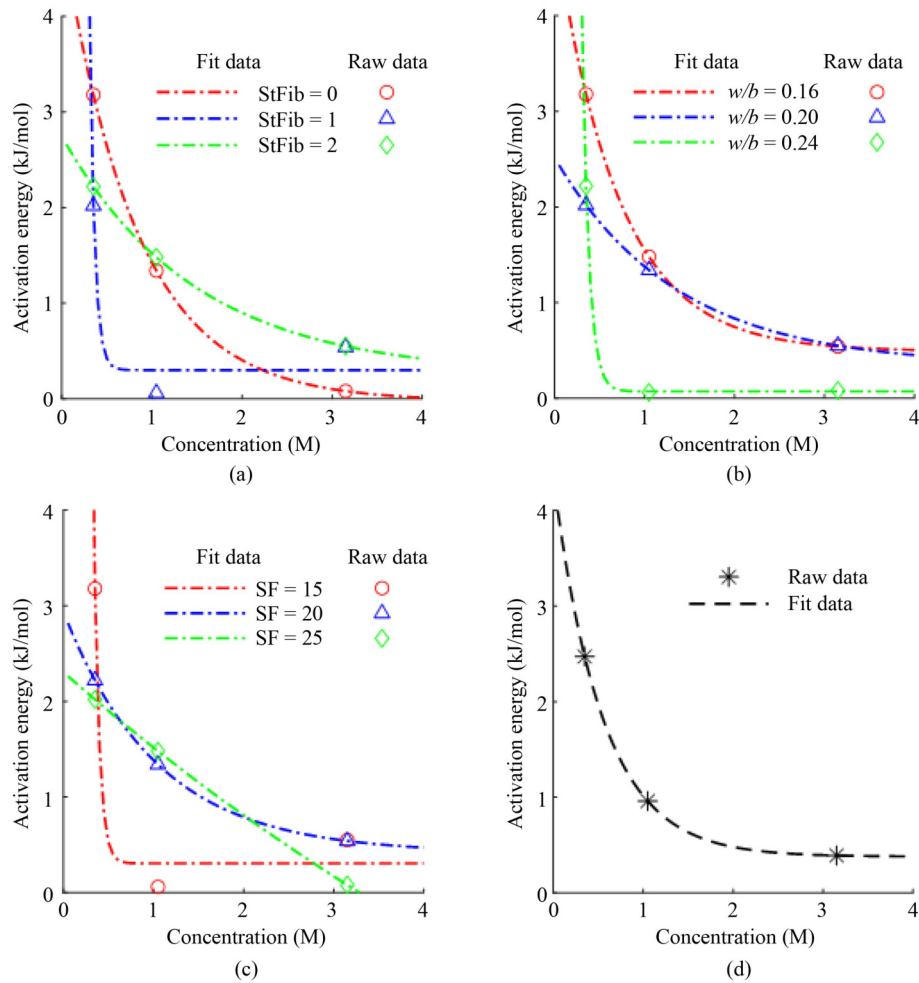 4
3
2
1
0
Activation energy (kJ/mol)
Fit data Raw data
StFib = 0
StFib = 1
StFib = 2
0 1 2 3 4
Concentration (M)
(a)
4
3
2
1
0
Activation energy (kJ/mol)
Fit data Raw data
w/b = 0.16
w/b = 0.20
w/b = 0.24
0 1 2 3 4
Concentration (M)
(b)
4
3
2
1
0
Activation energy (kJ/mol)
Fit data Raw data
SF = 15
SF = 20
SF = 25
0 1 2 3 4
Concentration (M)
(c)
4
3
2
1
0
Activation energy (kJ/mol)
Raw data
Fit data
0 1 2 3 4
Concentration (M)
(d)